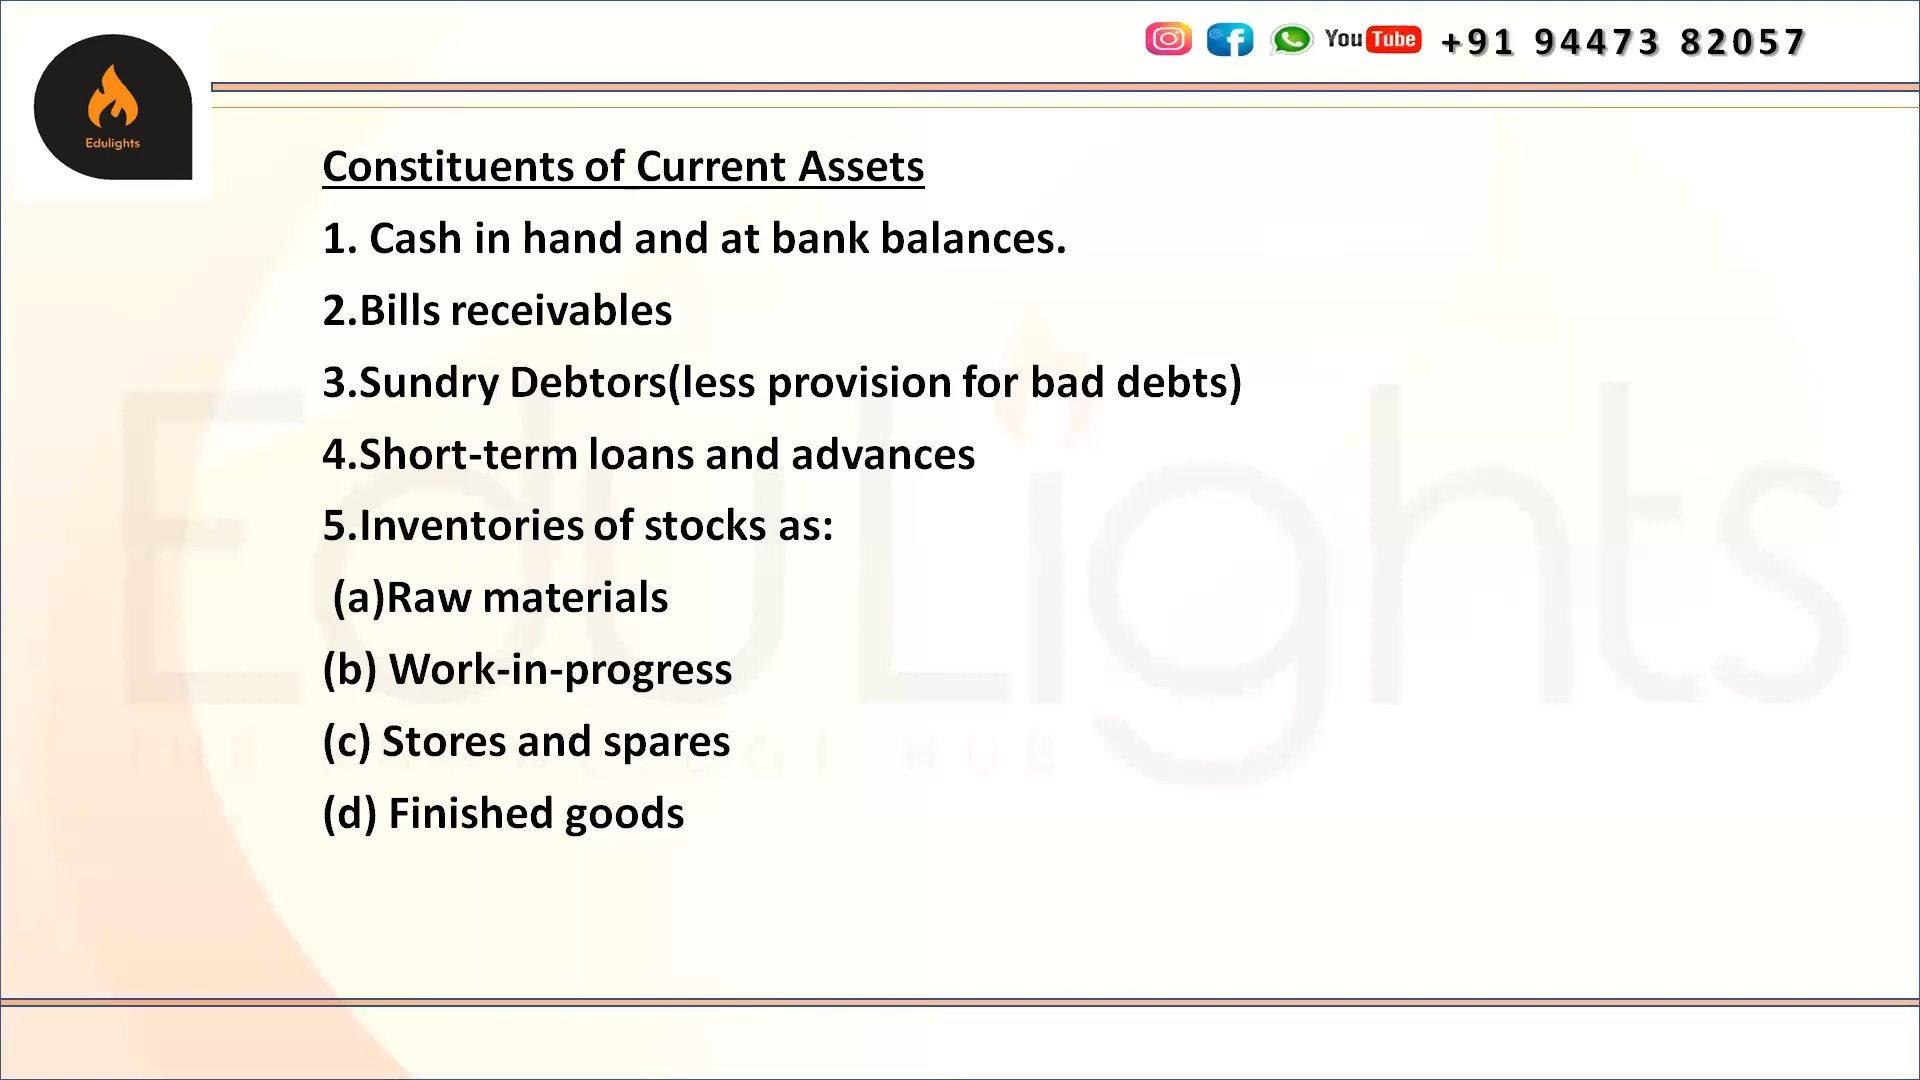 You Tube +91 94473 82057
Edulights
Constituents of Current Assets
1. Cash in hand and at bank balances.
2.Bills receivables
3.Sundry Debtors(less provision for bad debts)
4.Short-term loans and advances
5.Inventories of stocks as:
(a)Raw materials
(b) Work-in-progress
(c) Stores and spares
(d) Finished goods
EduLights